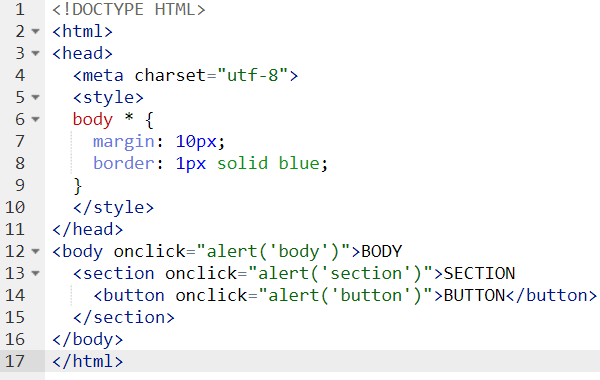 1 <!DOCTYPE HTML>
2 <html>
3 <head>
4   <meta charset="utf-8">
5   <style>
6   body * {
7     margin: 10px;
8     border: 1px solid blue;
9   }
10   </style>
11 </head>
12 <body onclick="alert('body')">BODY
13   <section onclick="alert('section')">SECTION
14     <button onclick="alert('button')">BUTTON</button>
15   </section>
16 </body>
17 </html>